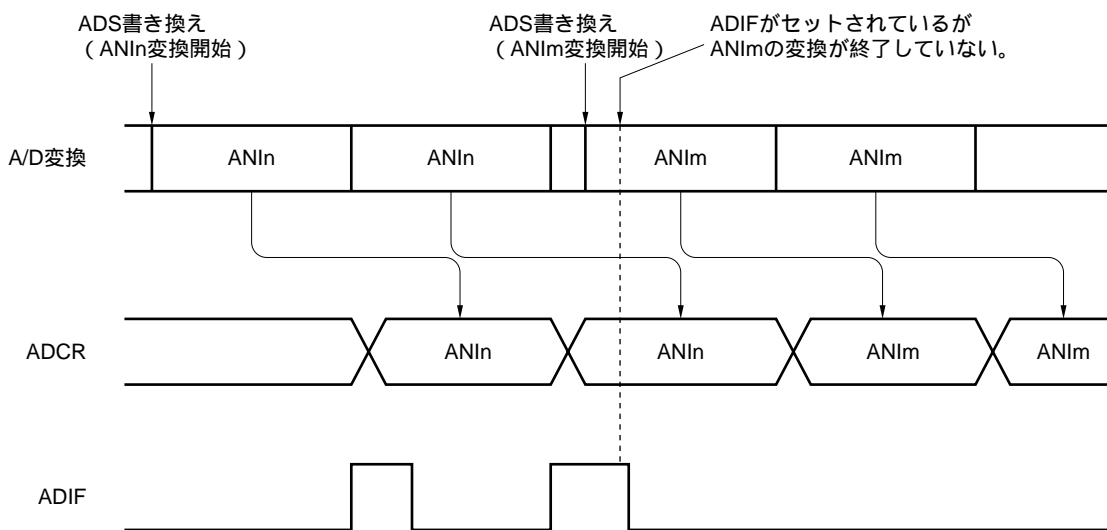 ADS書き換え
（ANIn変換開始）
ADS書き換え
（ANIm変換開始）
ADIFがセットされているが
ANImの変換が終了していない。
A/D変換
ANIn
ANIn
ANIm
ANIm
ADCR
ANIn
ANIn
ANIm
ANIm
ADIF